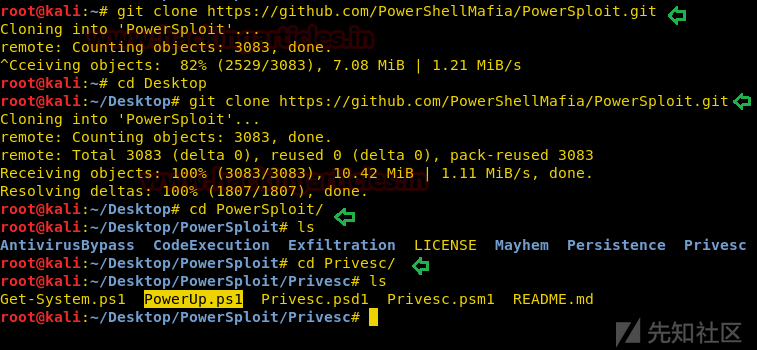 root@kali:~# git clone https://github.com/PowerShellMafia/PowerSploit.git
Cloning into 'PowerSploit'...
remote: Counting objects: 3083, done.
^Cceiving objects:  82% (2529/3083), 7.08 MiB | 1.21 MiB/s
root@kali:~# cd Desktop
root@kali:~/Desktop# git clone https://github.com/PowerShellMafia/PowerSploit.git
Cloning into 'PowerSploit'...
remote: Counting objects: 3083, done.
remote: Total 3083 (delta 0), reused 0 (delta 0), pack-reused 3083
Receiving objects: 100% (3083/3083), 10.42 MiB | 1.11 MiB/s, done.
Resolving deltas: 100% (1807/1807), done.
root@kali:~/Desktop# cd PowerSploit/
root@kali:~/Desktop/PowerSploit# ls
AntivirusBypass  CodeExecution  Exfiltration  LICENSE  Mayhem  Persistence  Privesc
root@kali:~/Desktop/PowerSploit# cd Privesc/
root@kali:~/Desktop/PowerSploit/Privesc# ls
Get-System.ps1  PowerUp.ps1  Privesc.psd1  Privesc.psm1  README.md
root@kali:~/Desktop/PowerSploit/Privesc#
先知社区